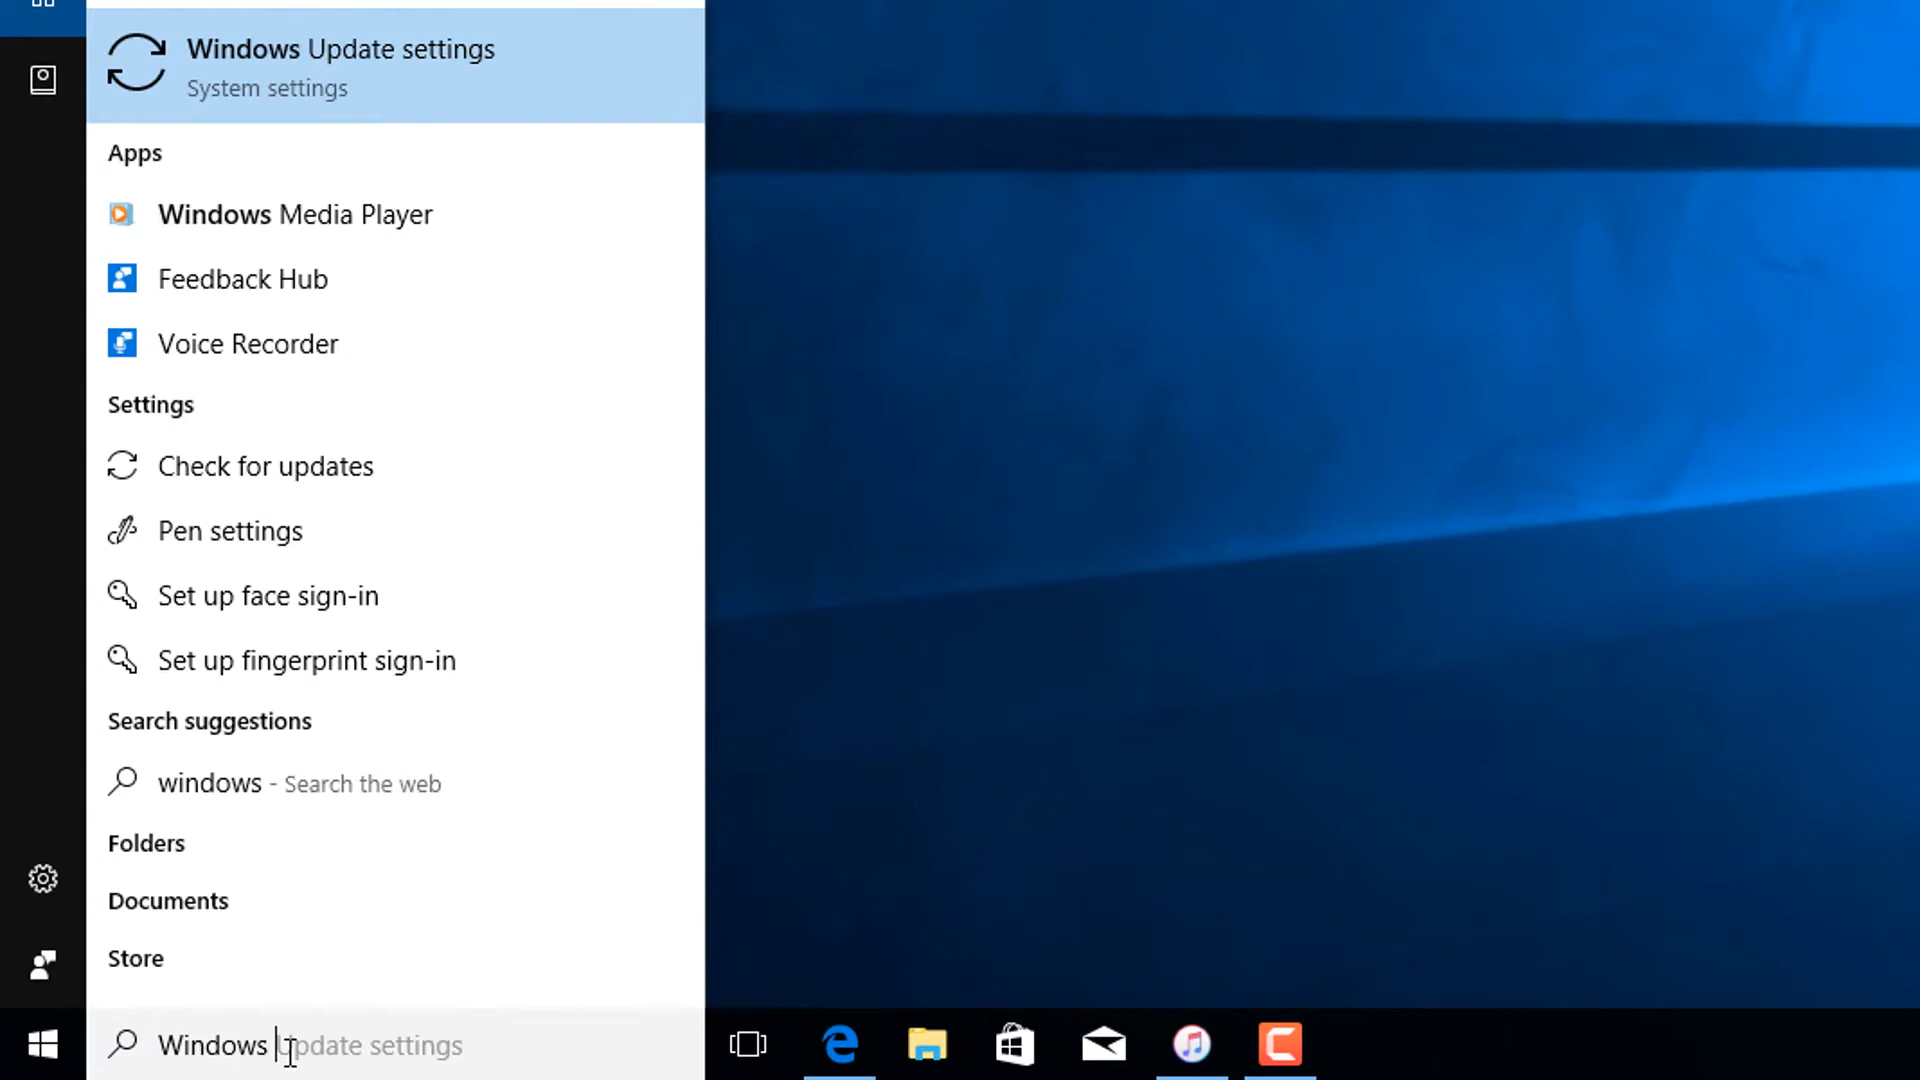 Windows Update settings
System settings
Apps
Windows Media Player
Feedback Hub
Voice Recorder
Settings
Check for updates
Pen settings
Set up face sign-in
Set up fingerprint sign-in
Search suggestions
windows - Search the web
Folders
Documents
Store
Windows Update settings